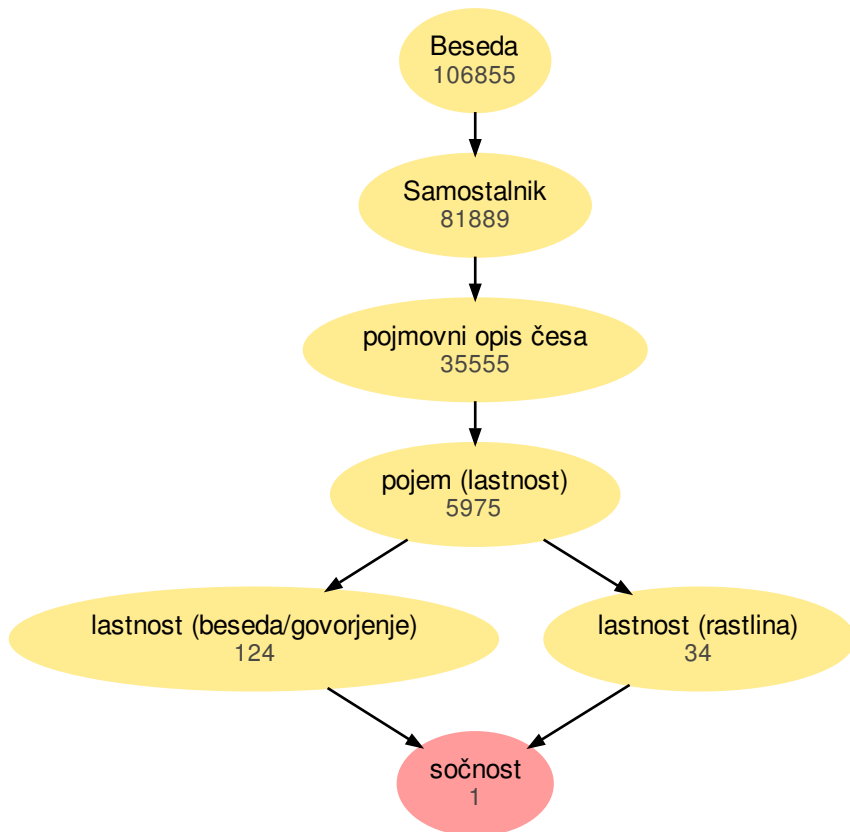 Beseda
106855
Samostalnik
81889
pojmovni opis česa
35555
pojem (lastnost)
5975
lastnost (beseda/govorjenje)
124
lastnost (rastlina)
34
sočnost
1